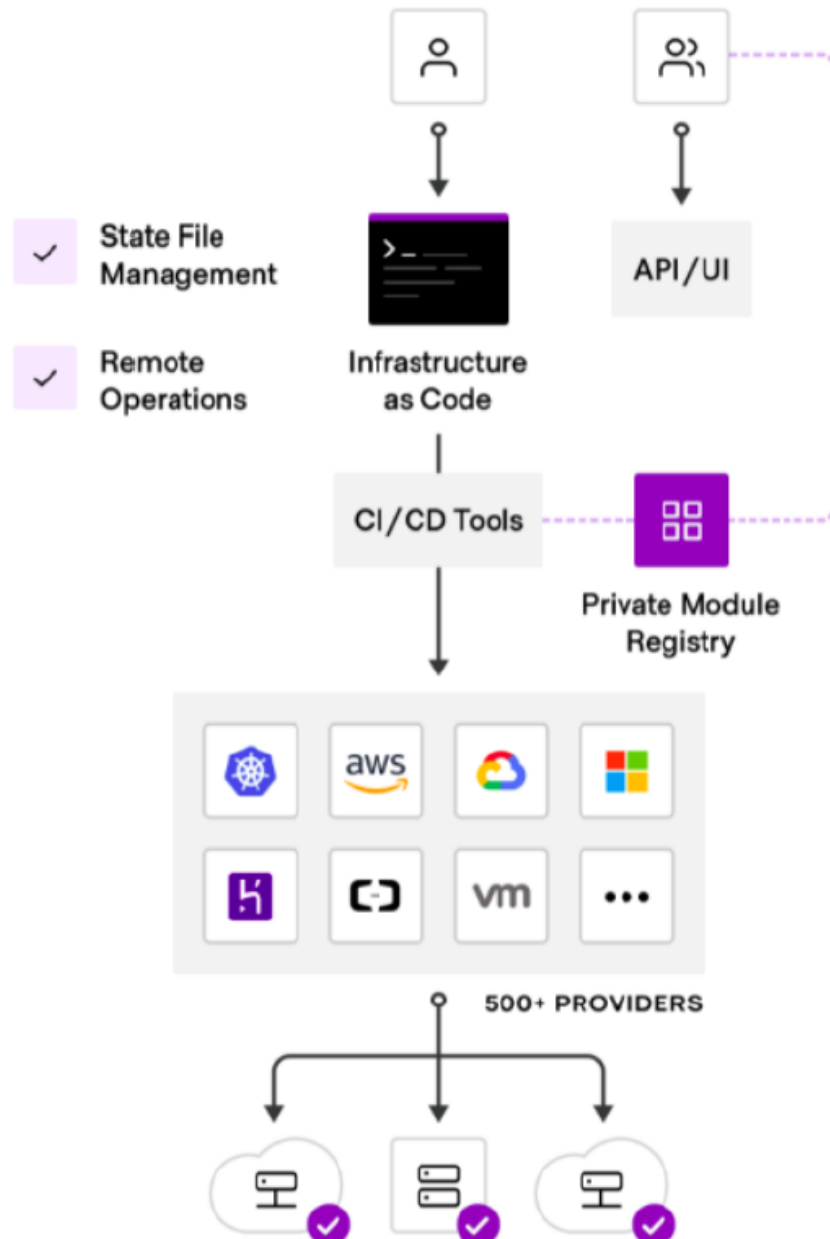 State File
Management
API/UI
Remote
Operations
Infrastructure
as Code
CI/CD Tools
Private Module
Registry
aws
vm
500+ PROVIDERS